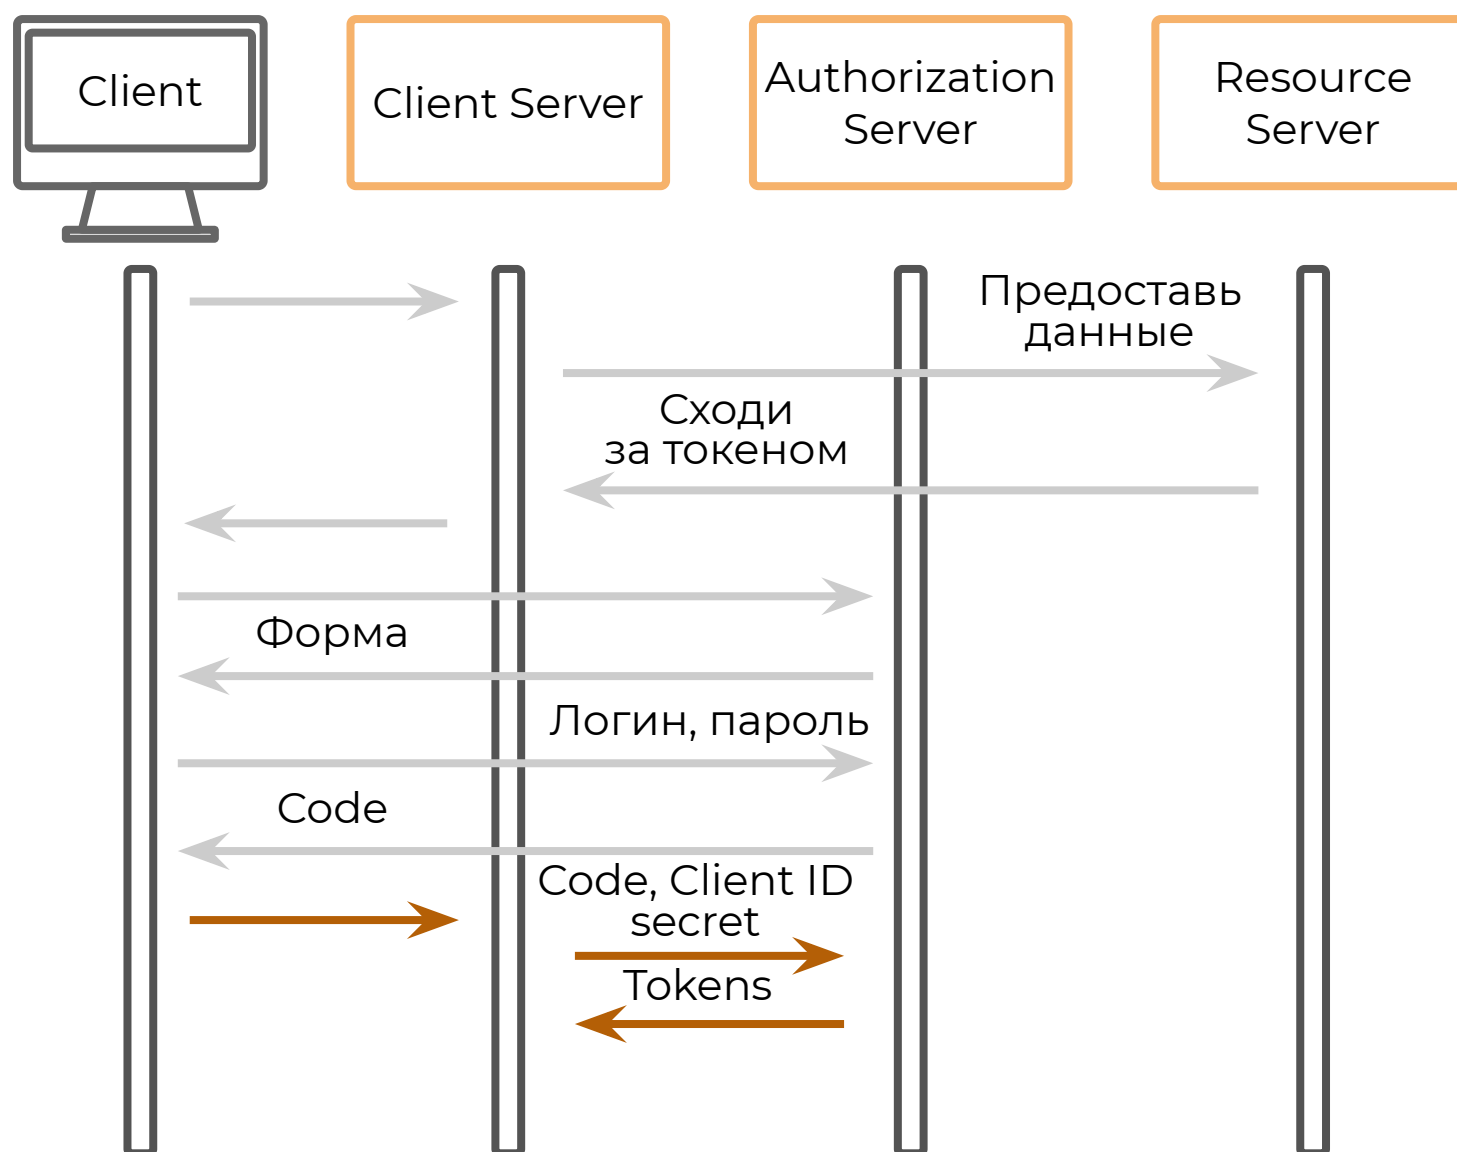 Client
Client Server
Authorization
Server
Resource
Server
Предоставь
данные
Сходи
за токеном
Форма
Логин, пароль
Code
Code, Client ID
secret
Tokens